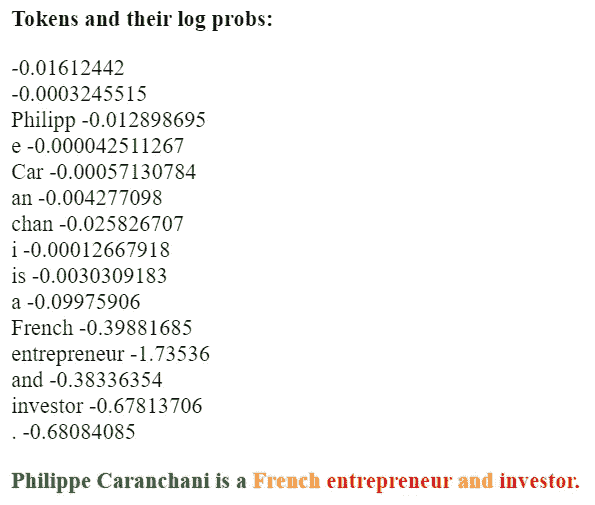 Tokens and their log probs:
-0.01612442
-0.0003245515
Philipp -0.012898695
e -0.000042511267
Car -0.00057130784
an -0.004277098
chan -0.025826707
i -0.00012667918
is -0.0030309183
a -0.09975906
French -0.39881685
entrepreneur -1.73536
and -0.38336354
investor -0.67813706
. -0.68084085
Philippe Caranchani is a French entrepreneur and investor.